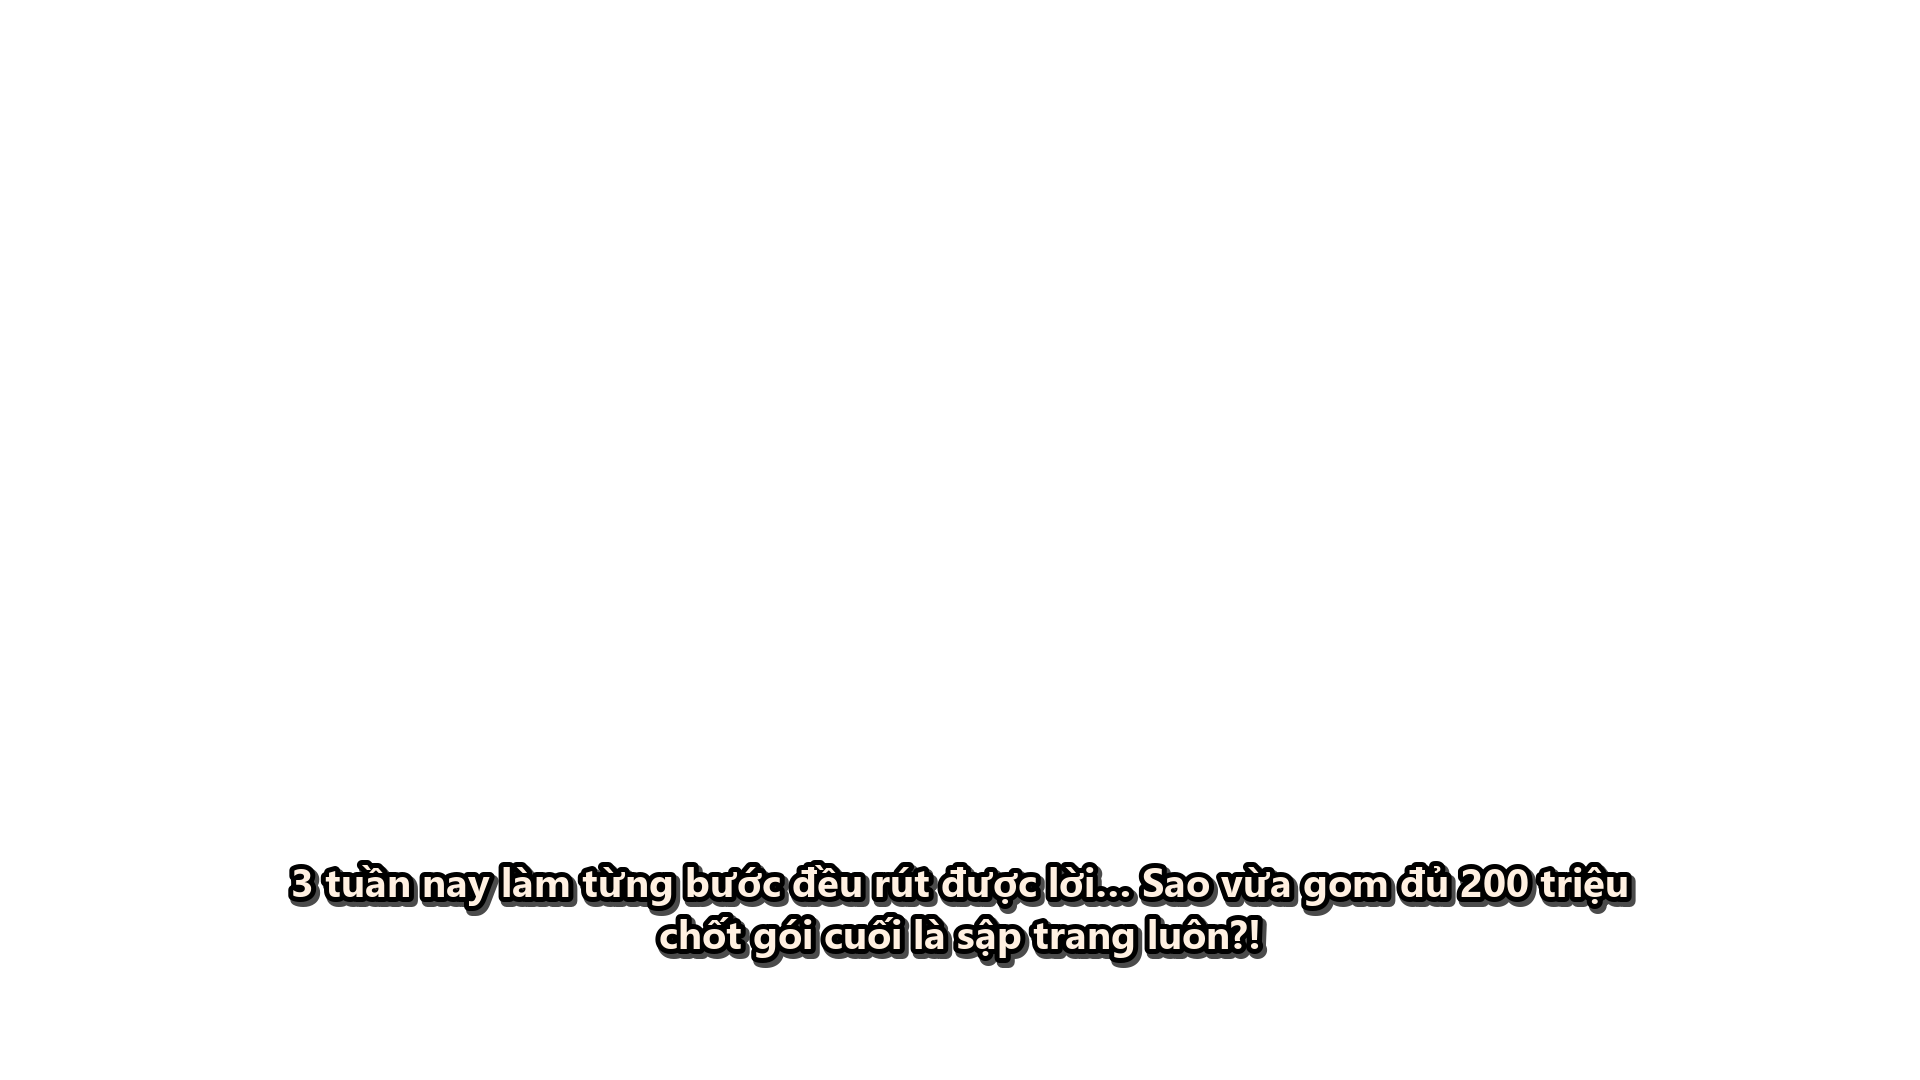 3 tuần nay làm từng bước đều rút được lời... Sao vừa gom đủ 200 triệu
chốt gói cuối là sập trang luôn?!